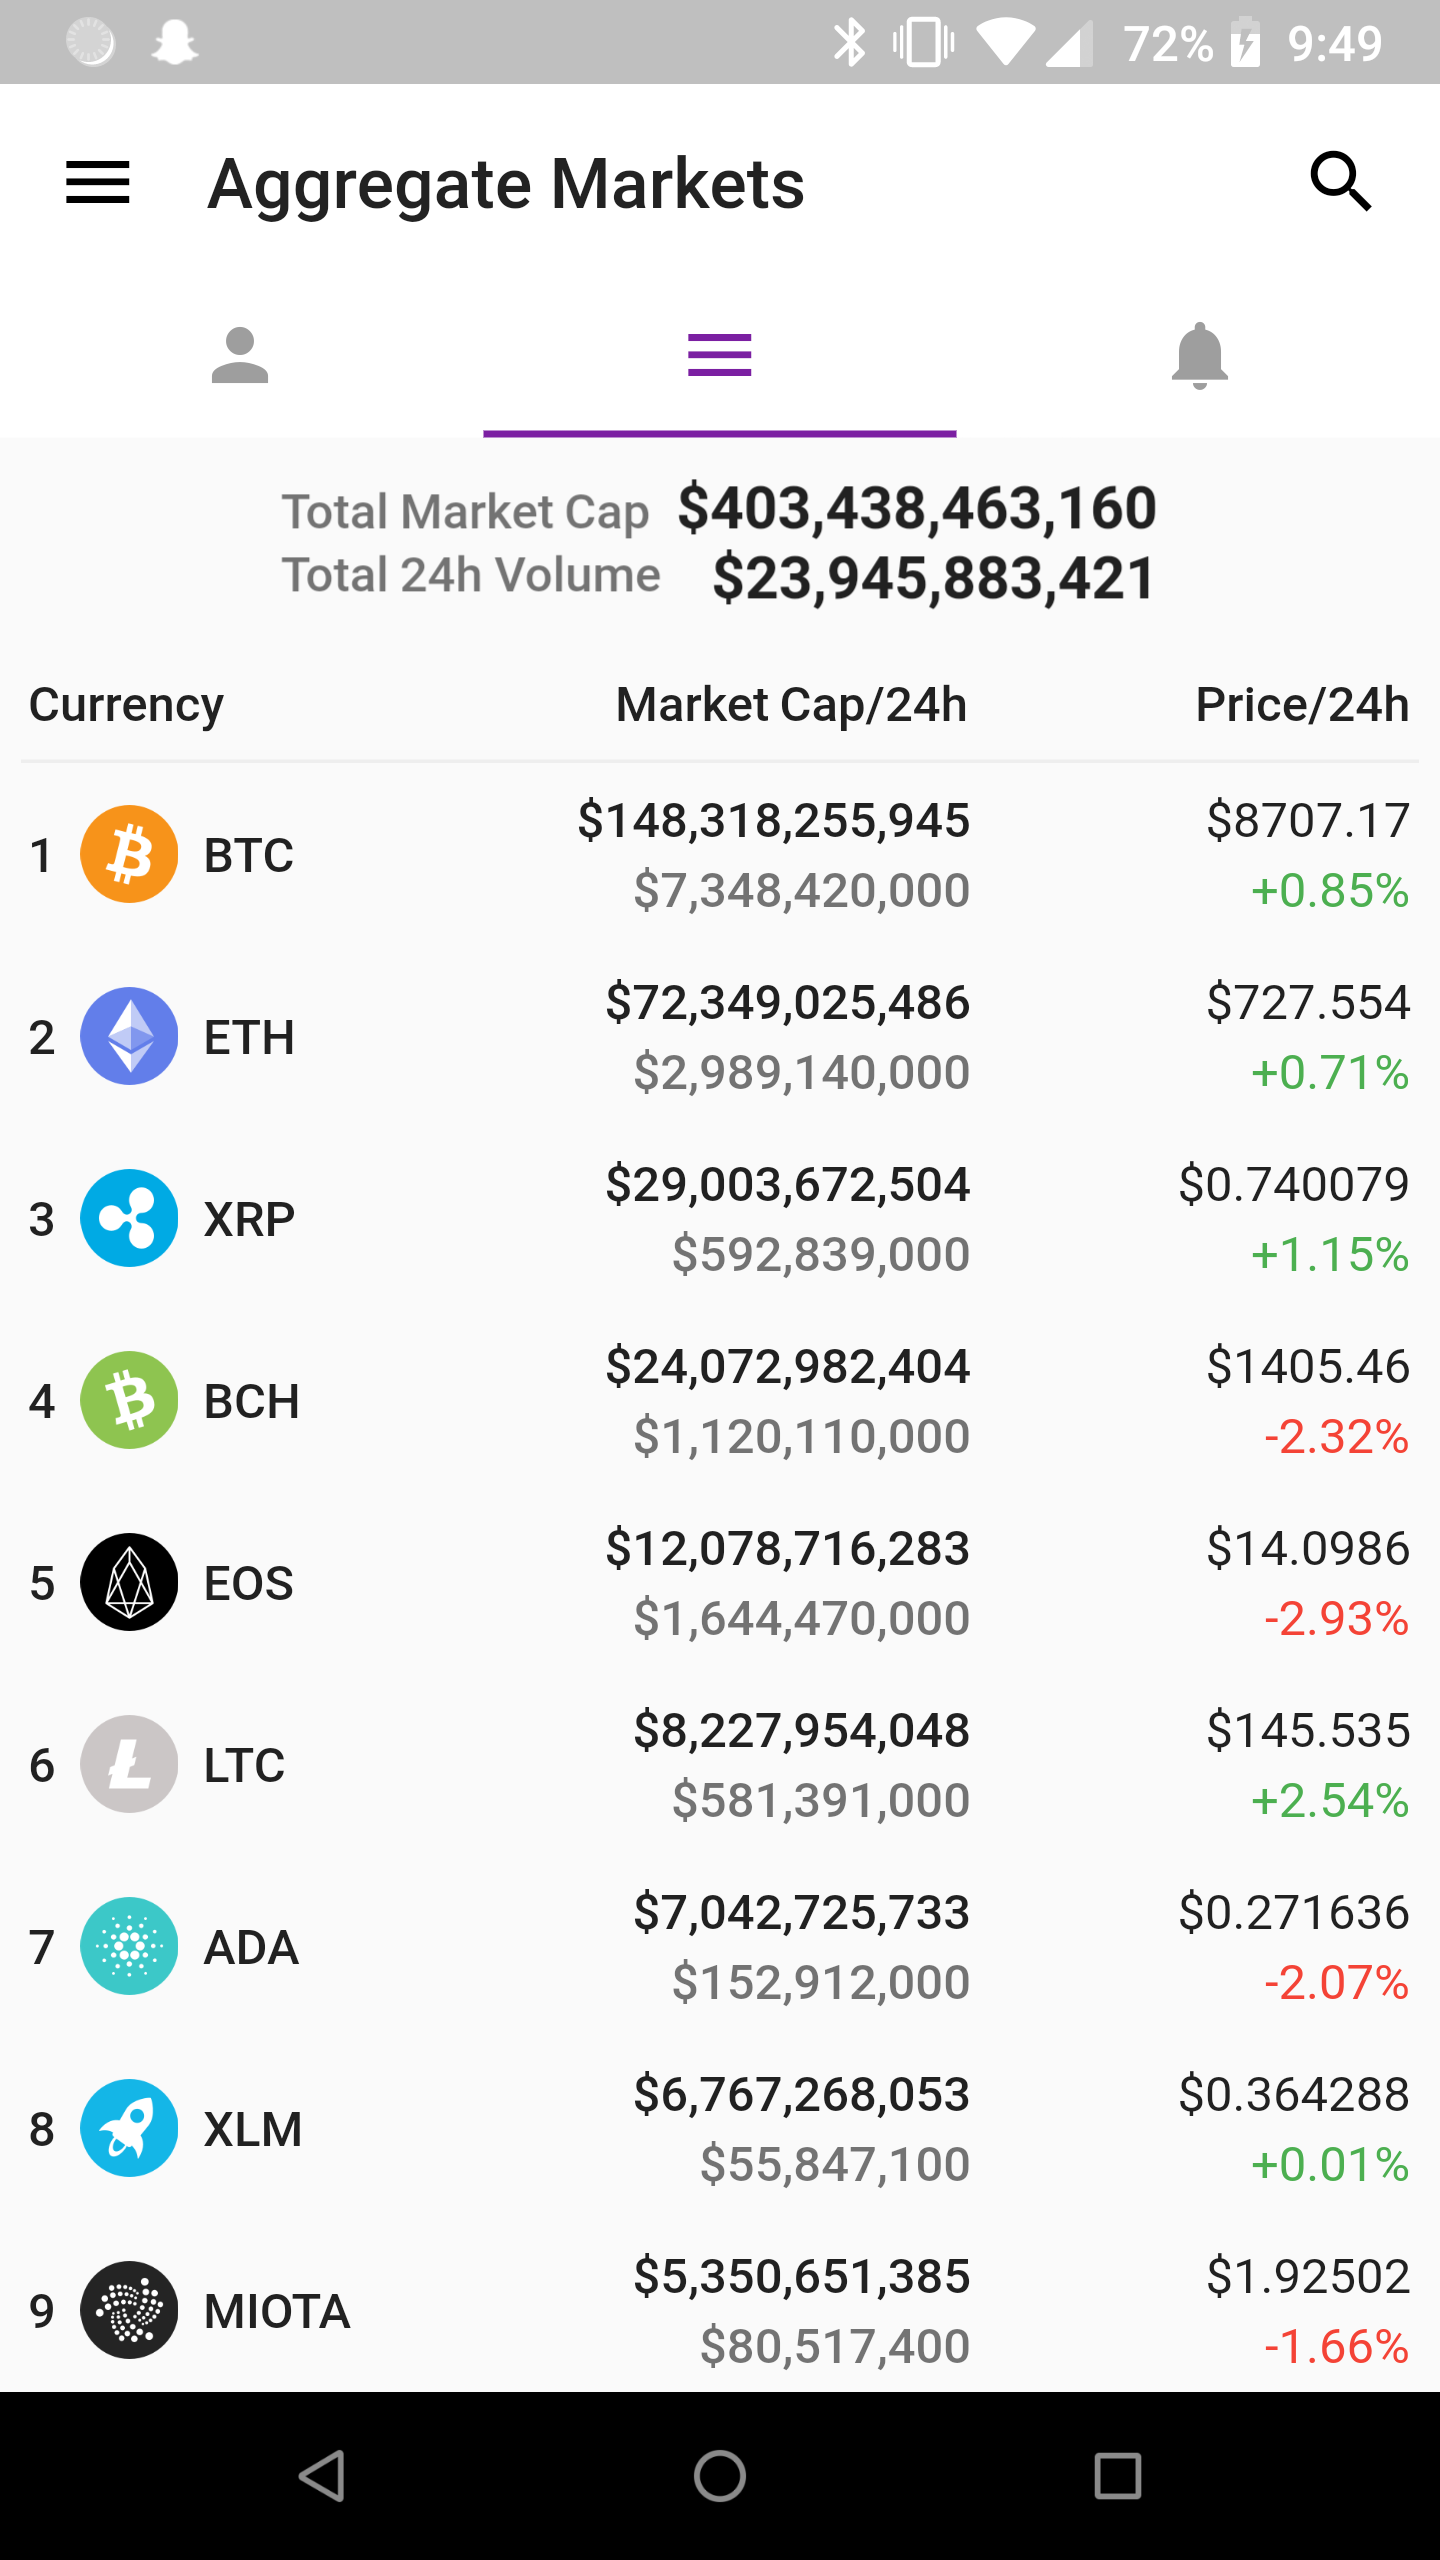 72% 9:49
Aggregate Markets
Total Market Cap $403,438,463,160
Total 24h Volume $23,945,883,421
Currency Market Cap/24h Price/24h
1 BTC $148,318,255,945 $8707.17
$7,348,420,000 +0.85%
2 ETH $72,349,025,486 $727.554
$2,989,140,000 +0.71%
3 XRP $29,003,672,504 $0.740079
$592,839,000 +1.15%
4 BCH $24,072,982,404 $1405.46
$1,120,110,000 -2.32%
5 EOS $12,078,716,283 $14.0986
$1,644,470,000 -2.93%
6 LTC $8,227,954,048 $145.535
$581,391,000 +2.54%
7 ADA $7,042,725,733 $0.271636
$152,912,000 -2.07%
8 XLM $6,767,268,053 $0.364288
$55,847,100 +0.01%
9 MIOTA $5,350,651,385 $1.92502
$80,517,400 -1.66%